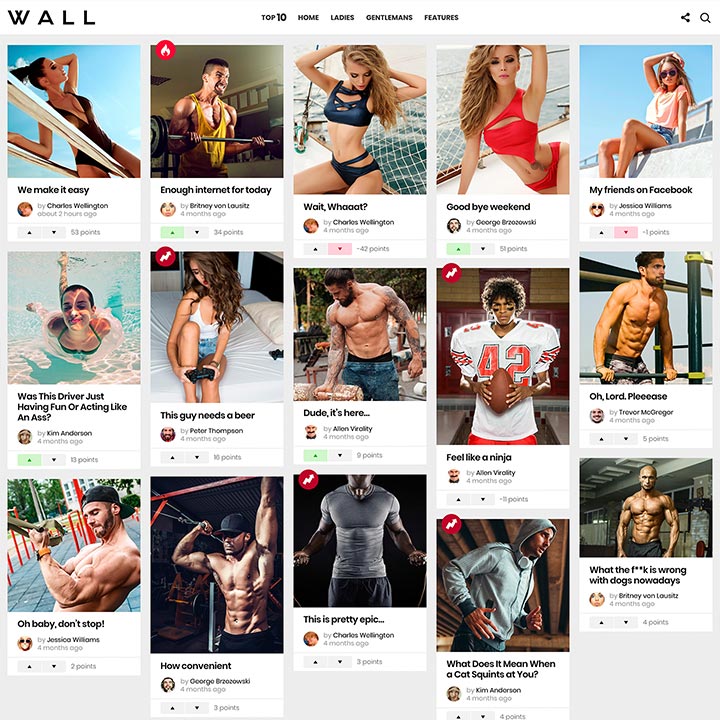 WALL
TOP 10 HOME LADIES GENTLEMANS FEATURES
We make it easy
by Charles Wellington
about 2 hours ago
53 points
Was This Driver Just
Having Fun Or Acting Like
An Ass?
by Kim Anderson
4 months ago
13 points
Oh baby, don't stop!
by Jessica Williams
4 months ago
2 points
Enough internet for today
by Britney von Lausitz
4 months ago
34 points
This guy needs a beer
by Peter Thompson
4 months ago
16 points
How convenient
by George Brzezowski
4 months ago
3 points
Wait, Whaaat?
by Charles Wellington
4 months ago
-42 points
Dude, it's here...
by Allen Virality
4 months ago
9 points
This is pretty epic...
by Charles Wellington
4 months ago
3 points
Good bye weekend
by George Brzezowski
4 months ago
51 points
42
Feel like a ninja
by Allen Virality
4 months ago
-11 points
What Does It Mean When
a Cat Squints at You?
by Kim Anderson
4 months ago
4 points
My friends on Facebook
by Jessica Williams
4 months ago
-1 points
Oh, Lord. Pleeease
by Trevor McGregor
4 months ago
5 points
What the f**k is wrong
with dogs nowadays
by Britney von Lausitz
4 months ago
4 points